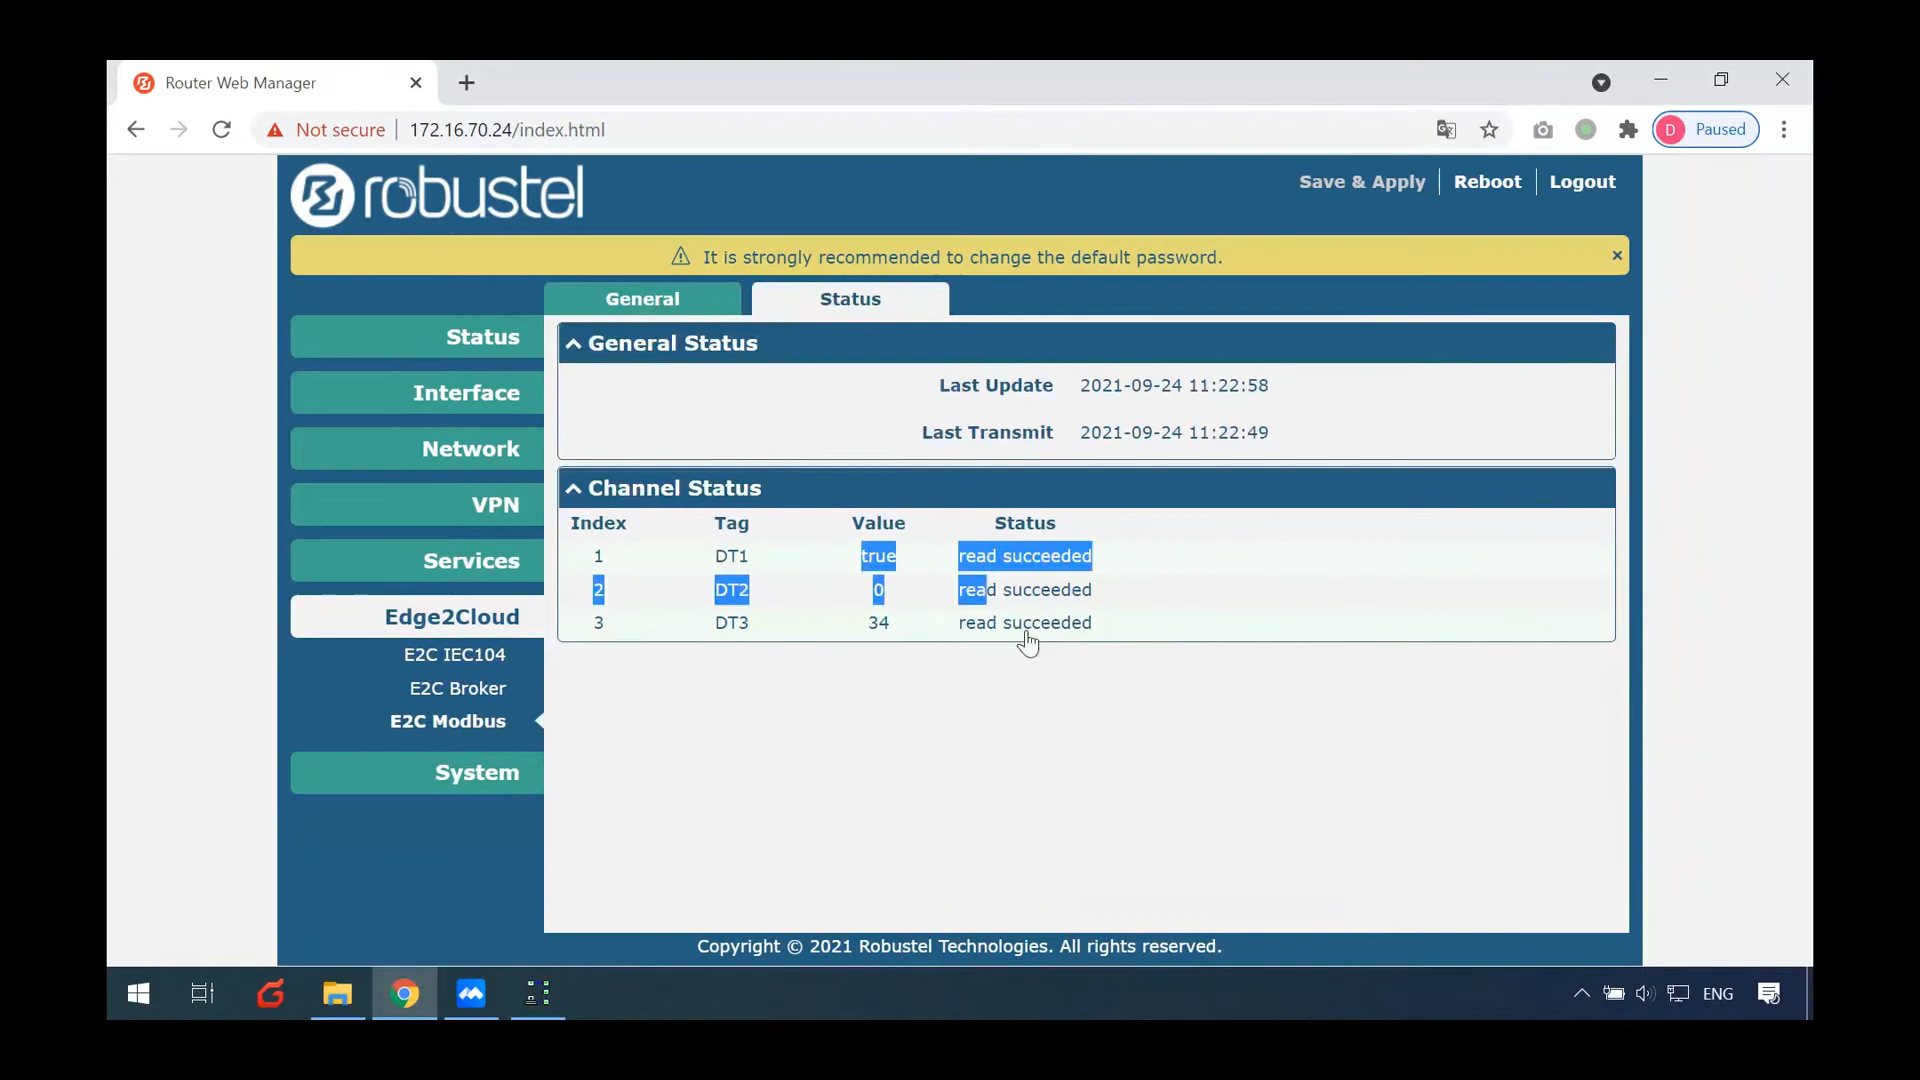 Router Web Manager
Not secure 172.16.70.24/index.html
D Paused
robustel
Save & Apply Reboot Logout
It is strongly recommended to change the default password. ×
General Status
Status
Interface
Network
VPN
Services
Edge2Cloud
E2C IEC104
E2C Broker
E2C Modbus
System
General Status
Last Update 2021-09-24 11:22:58
Last Transmit 2021-09-24 11:22:49
Channel Status
Index Tag Value Status
1 DT1 true read succeeded
2 DT2 0 read succeeded
3 DT3 34 read succeeded
Copyright © 2021 Robustel Technologies. All rights reserved.
ENG